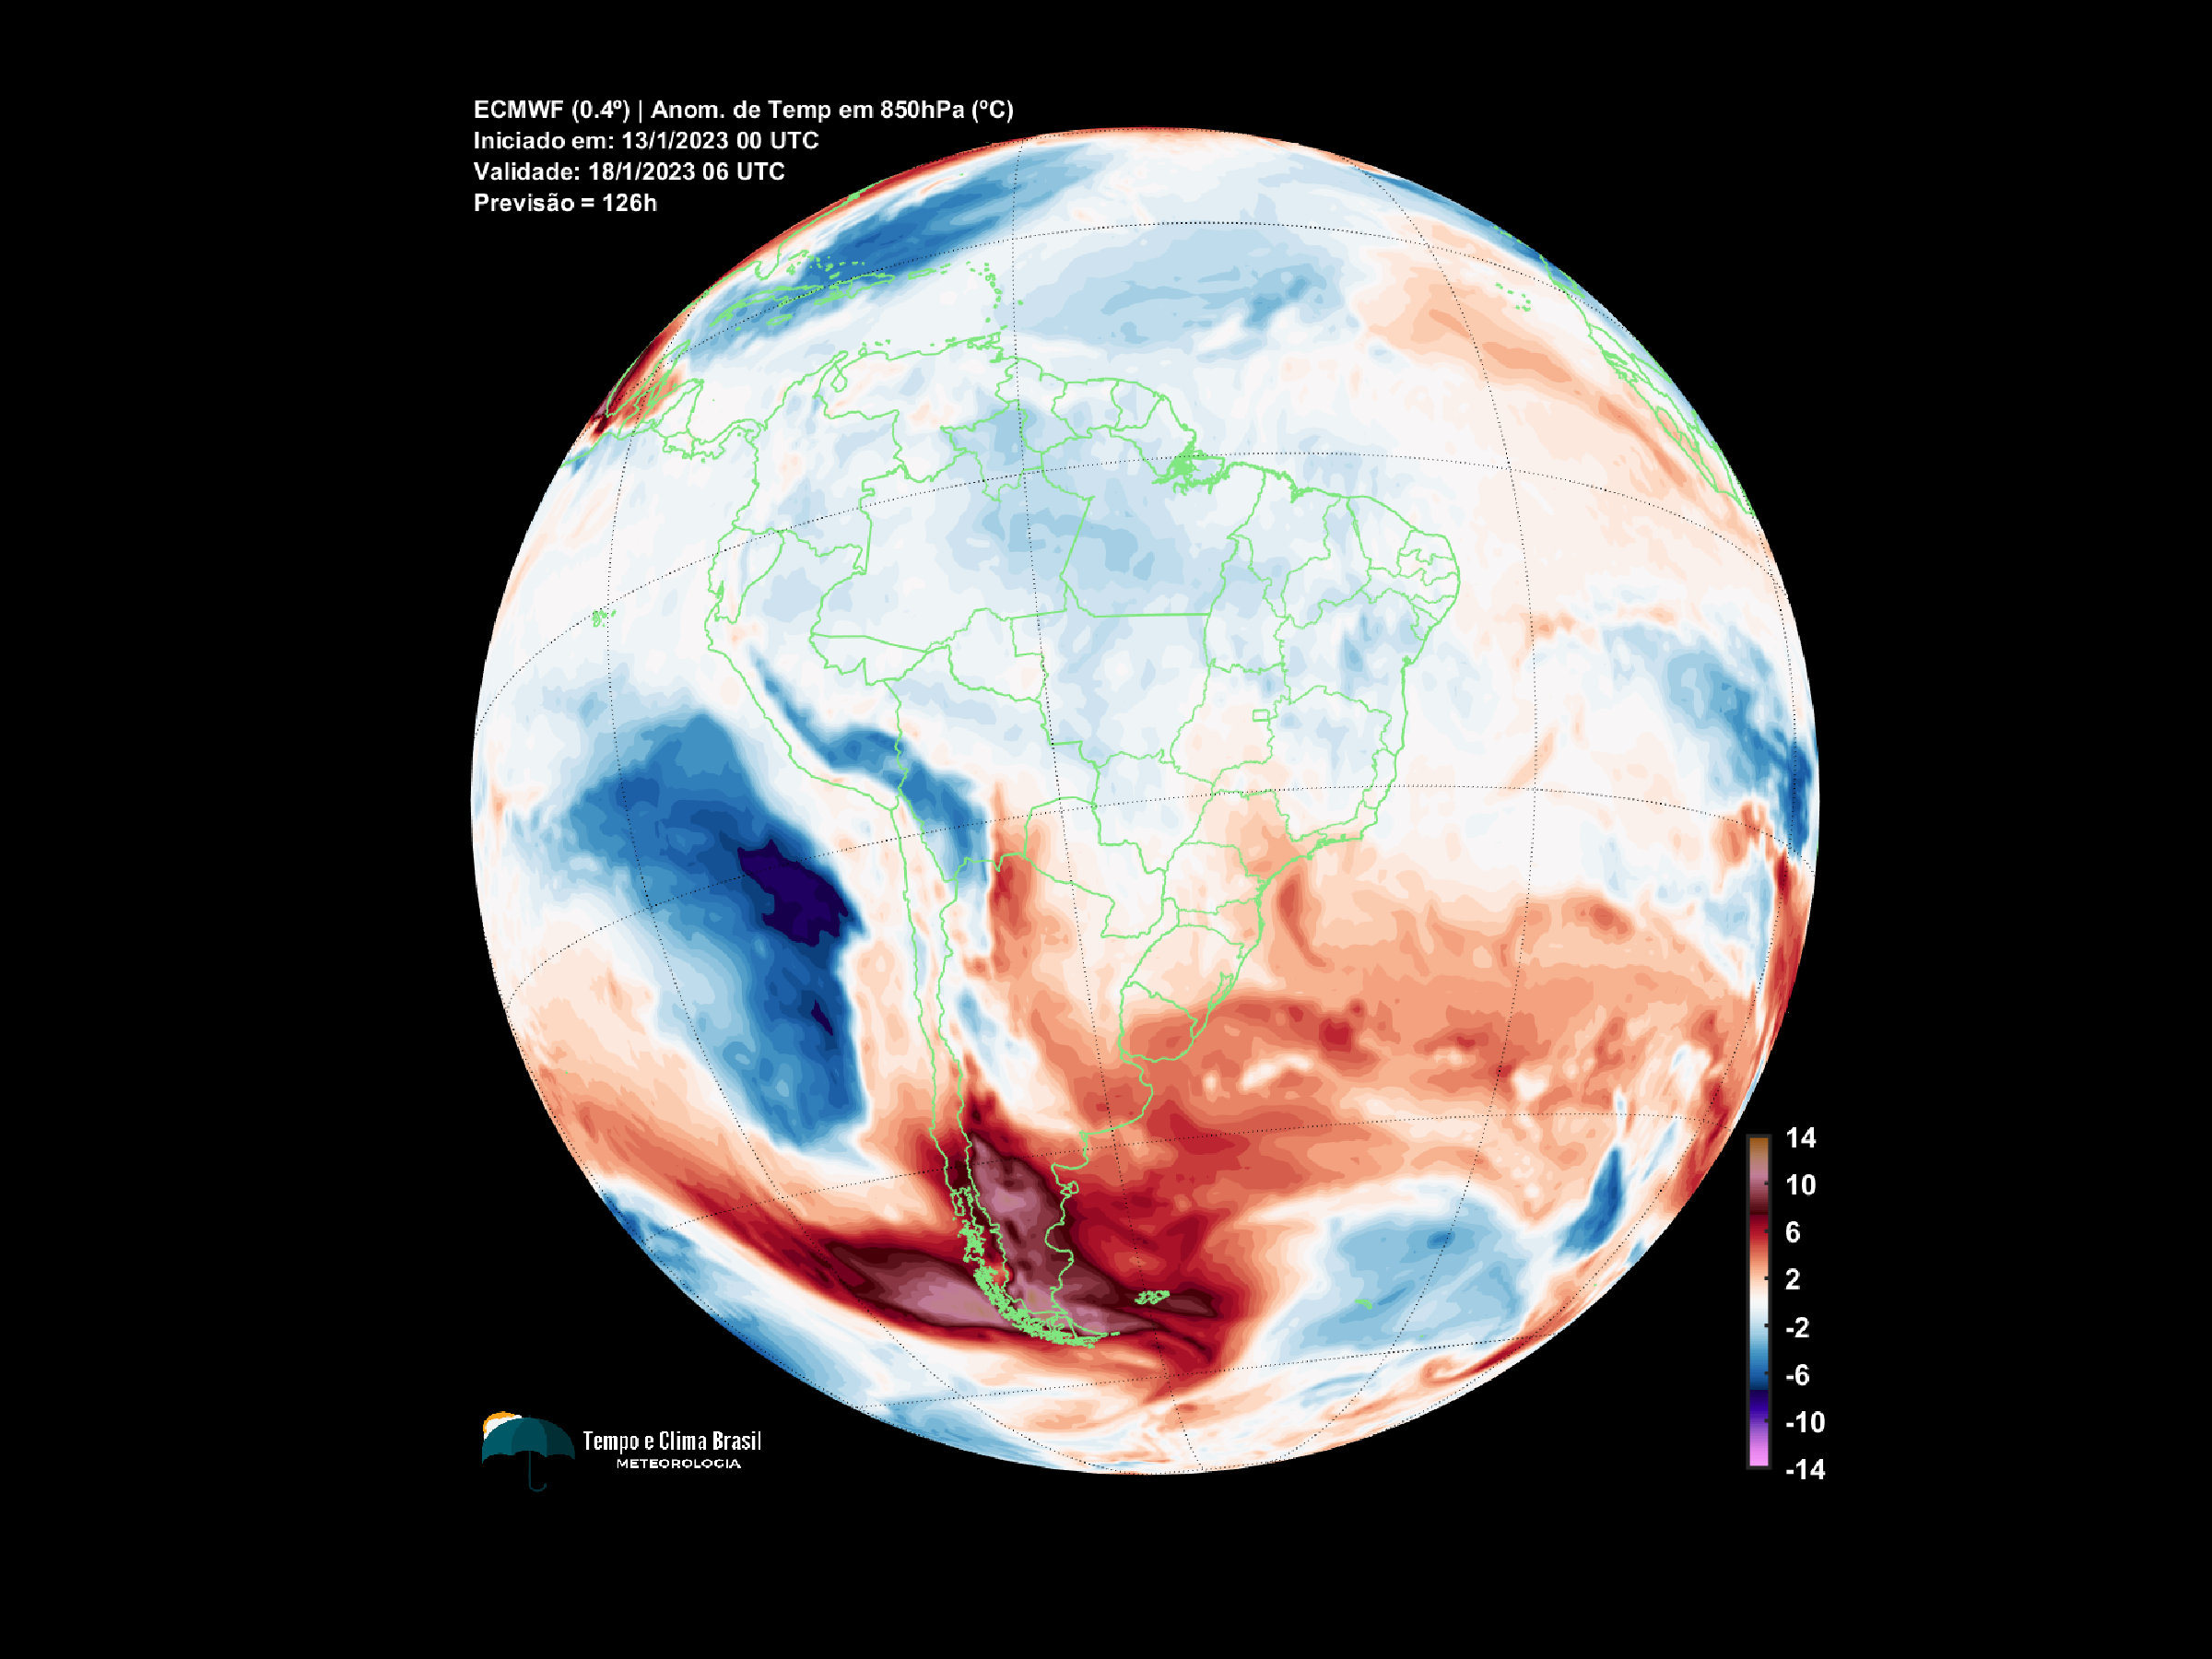 ECMWF (0.4º) | Anom. de Temp em 850hPa (ºC)
Iniciado em: 13/1/2023 00 UTC
Validade: 18/1/2023 06 UTC
Previsão = 126h
14
10
6
2
-2
-6
-10
-14
Tempo e Clima Brasil
METEOROLOGIA